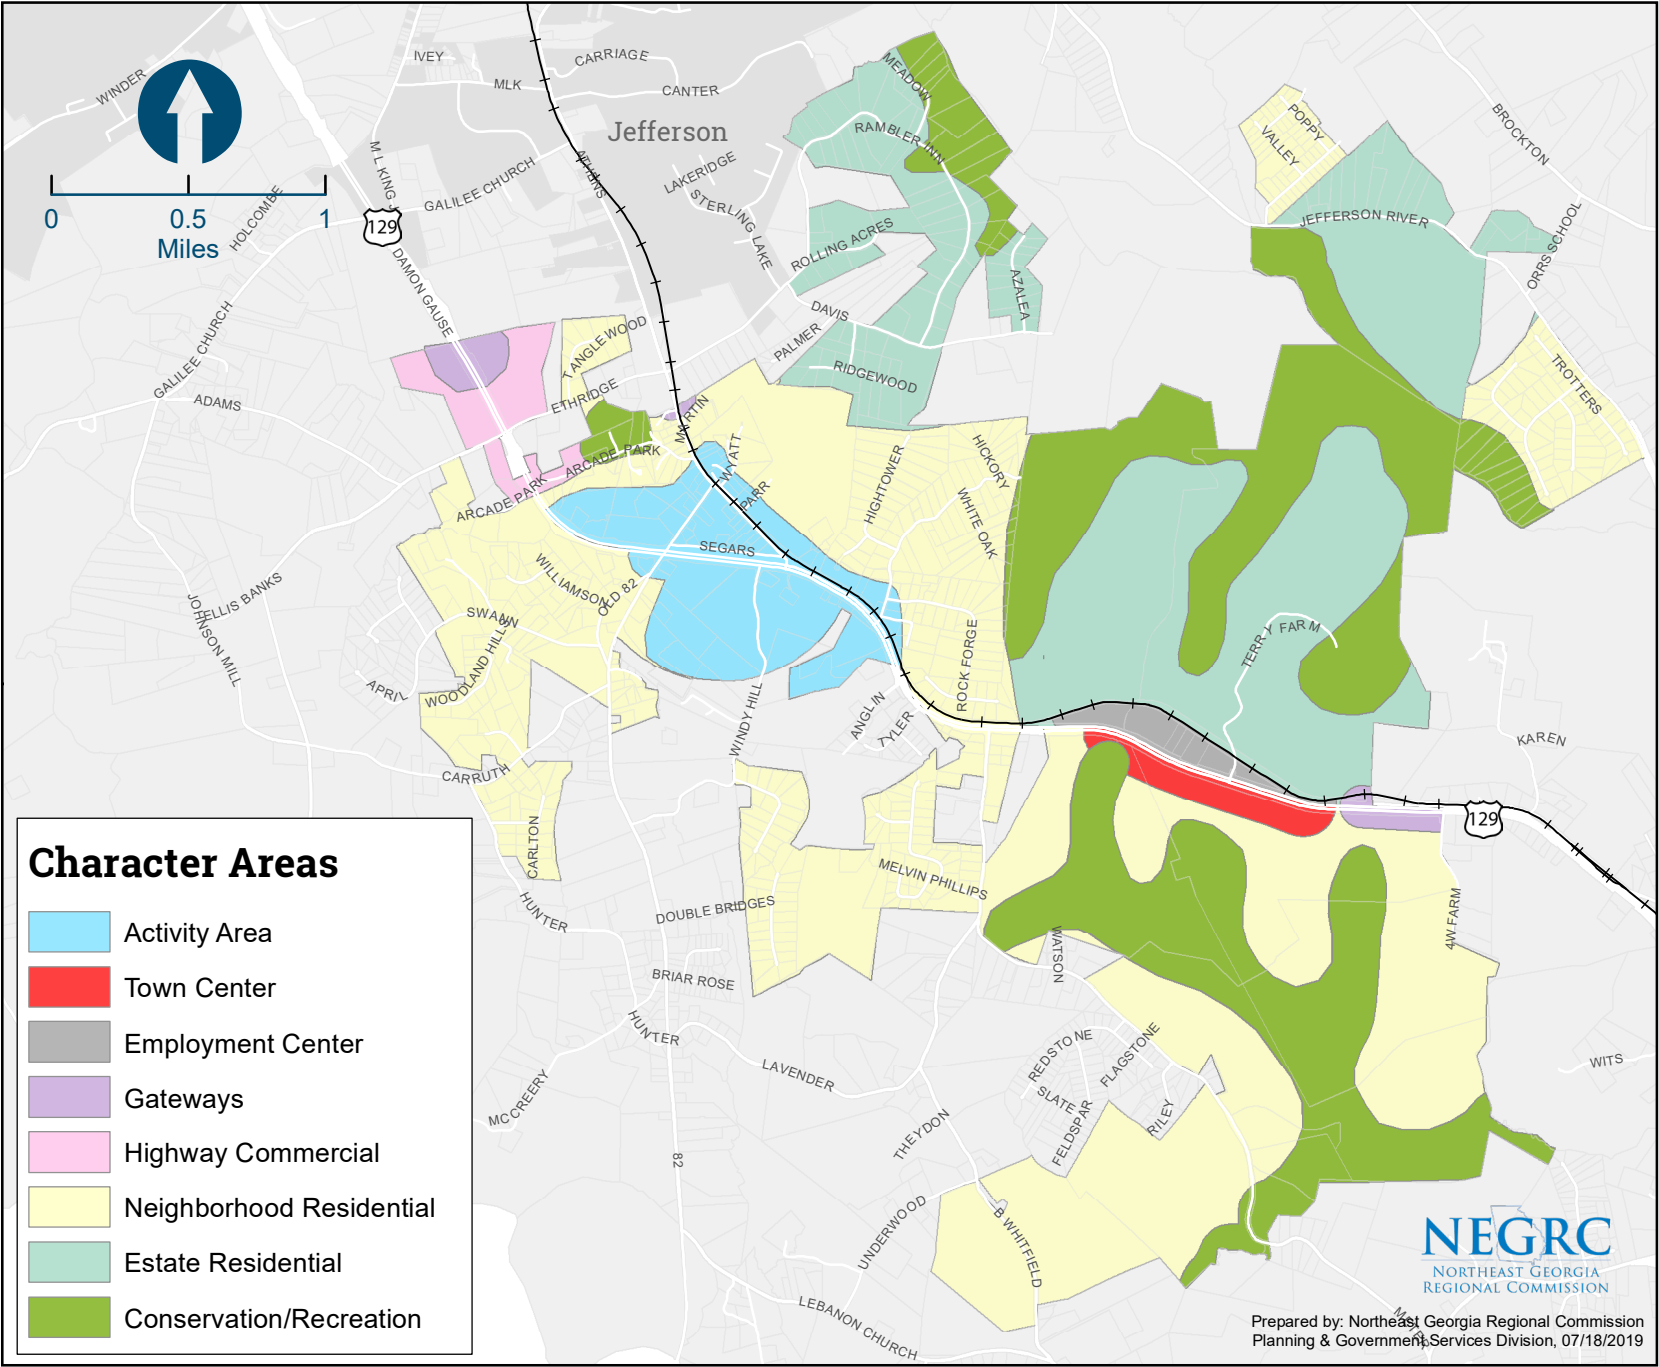 IVEY
CARRIAGE
WINDER
MLK
CANTER
MEADOW
Jefferson
RAMBLER INN
POPPY
VALLEY
BROCKTON
M L KING J
GALILEE CHURCH
ATHENS
LAKERIDGE
STERLING LAKE
0 0.5 1
Miles
HOLCOMBE
129
DAMON GAUSE
ROLLING ACRES
JEFFERSON RIVER
ORRS SCHOOL
AZALEA
DAVIS
PALMER
RIDGEWOOD
GALILEE CHURCH
TANGLEWOOD
ETHRIDGE
ADAMS
MARTIN
TROTTERS
ARCADE PARK
ARCADE PARK
WYATT
PARR
HIGHTOWER
HICKORY
WHITE OAK
SEGARS
WILLIAMSON
OLD 82
ELLIS BANKS
JOHNSON MILL
SWANN
WOODLAND HILLS
APRIL
ROCK FORGE
TERRY FARM
WINDY HILL
ANGLIN
TYLER
KAREN
CARRUTH
129
CARLTON
MELVIN PHILLIPS
HUNTER
DOUBLE BRIDGES
4W FARM
WATSON
BRIAR ROSE
HUNTER
REDSTONE
FLAGSTONE
LAVENDER
WITS
SLATE
FELDSPAR
RILEY
MCCREERY
THEYDON
82
UNDERWOOD
B WHITFIELD
LEBANON CHURCH
Character Areas
Activity Area
Town Center
Employment Center
Gateways
Highway Commercial
Neighborhood Residential
Estate Residential
Conservation/Recreation
NEGRC
NORTHEAST GEORGIA
REGIONAL COMMISSION
Prepared by: Northeast Georgia Regional Commission
Planning & Government Services Division, 07/18/2019